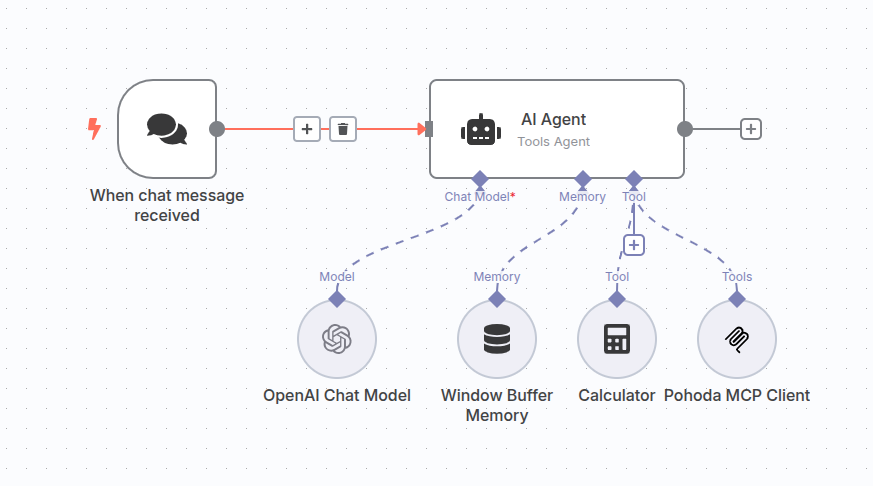 AI Agent
Tools Agent
When chat message
received
Chat Model*
Memory
Tool
Model
Memory
Tool
Tools
OpenAI Chat Model
Window Buffer
Memory
Calculator
Pohoda MCP Client